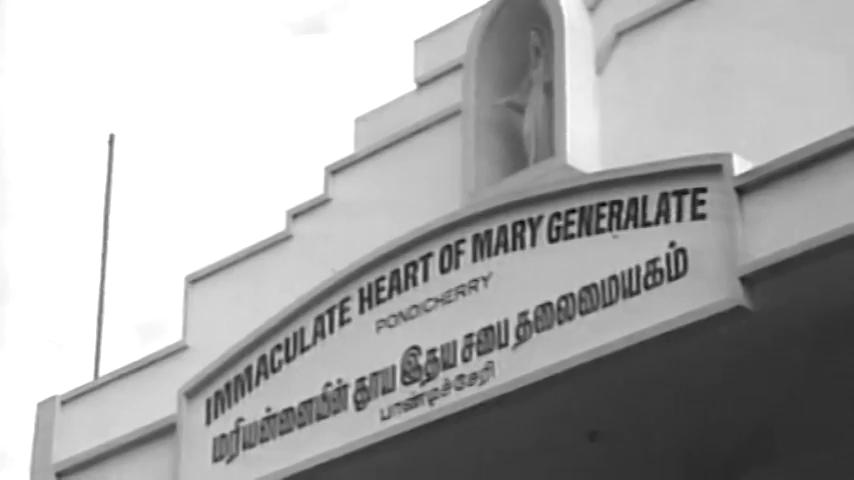 IMMACULATE HEART OF MARY GENERALATE
PONDICHERRY
மரியன்னையின் தூய இதய சபை தலைமையகம்
பாண்டிச்சேரி